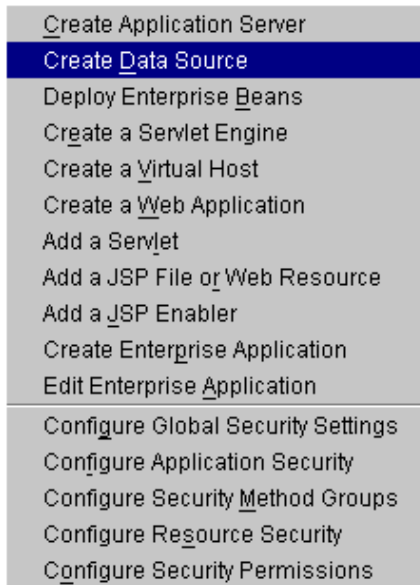 Create Application Server
Create Data Source
Deploy Enterprise Beans
Create a Servlet Engine
Create a Virtual Host
Create a Web Application
Add a Servlet
Add a JSP File or Web Resource
Add a JSP Enabler
Create Enterprise Application
Edit Enterprise Application
Configure Global Security Settings
Configure Application Security
Configure Security Method Groups
Configure Resource Security
Configure Security Permissions